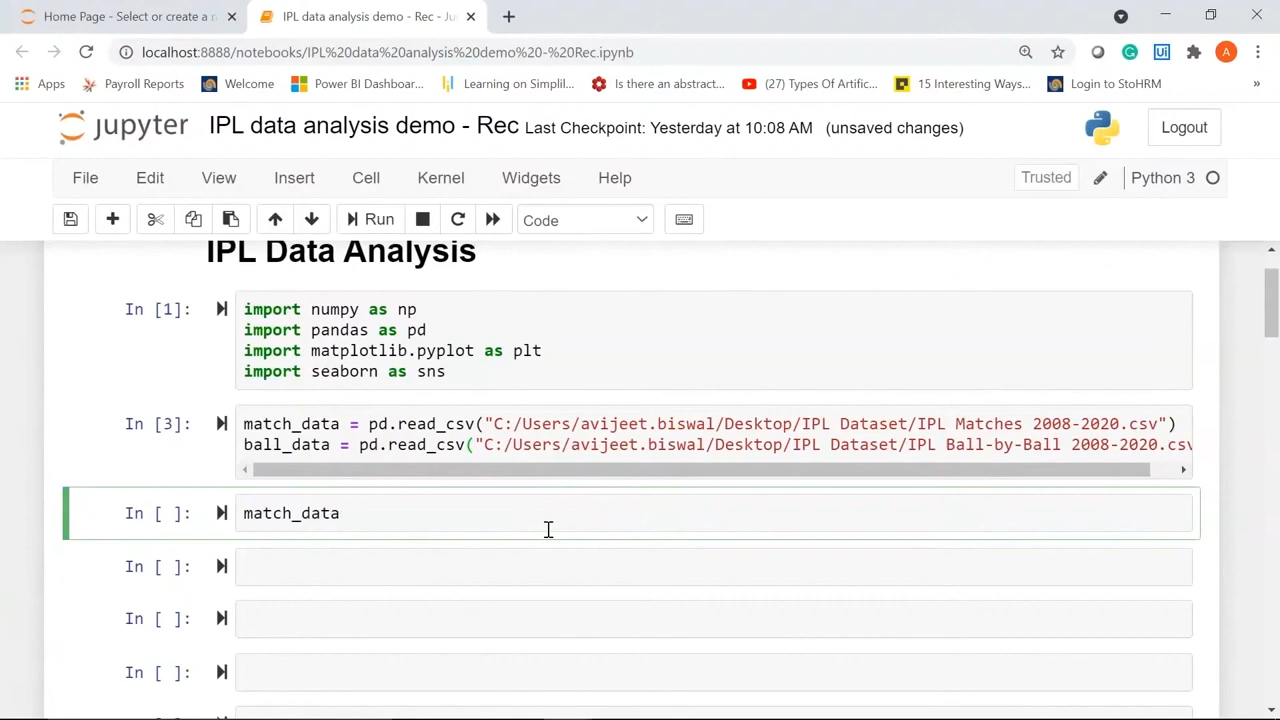 Home Page - Select or create a n
IPL data analysis demo - Rec - Ju
localhost:8888/notebooks/IPL%20data%20analysis%20demo%20-%20Rec.ipynb
Apps Payroll Reports Welcome Power BI Dashboar... Learning on Simplil... Is there an abstract... (27) Types Of Artific... 15 Interesting Ways... Login to StoHRM »
jupyter IPL data analysis demo - Rec Last Checkpoint: Yesterday at 10:08 AM (unsaved changes) Logout
File Edit View Insert Cell Kernel Widgets Help Trusted Python 3
Run Code
IPL Data Analysis
In [1]: import numpy as np
import pandas as pd
import matplotlib.pyplot as plt
import seaborn as sns
In [3]: match_data = pd.read_csv("C:/Users/avijeet.biswal/Desktop/IPL Dataset/IPL Matches 2008-2020.csv")
ball_data = pd.read_csv("C:/Users/avijeet.biswal/Desktop/IPL Dataset/IPL Ball-by-Ball 2008-2020.csv
In [ ]: match_data
In [ ]:
In [ ]:
In [ ]: